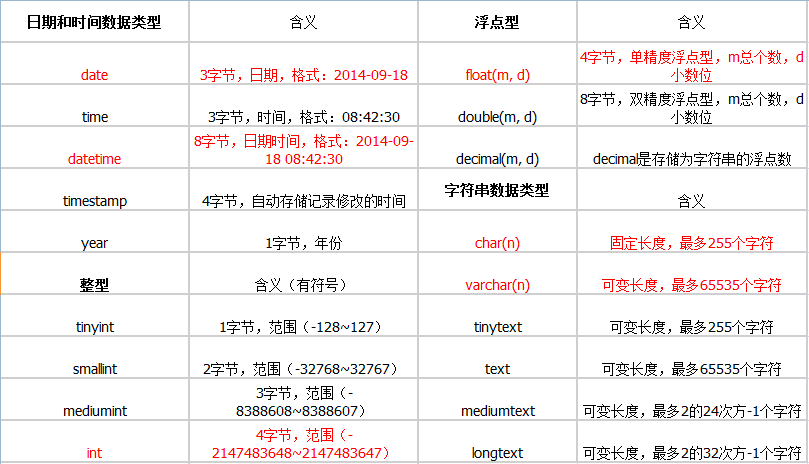 日期和时间数据类型 含义 浮点型 含义
date 3字节，日期，格式：2014-09-18 float(m, d) 4字节，单精度浮点型，m总个数，d
小数位
time 3字节，时间，格式：08:42:30 double(m, d) 8字节，双精度浮点型，m总个数，d
小数位
datetime 8字节，日期时间，格式：2014-09-
18 08:42:30 decimal(m, d) decimal是存储为字符串的浮点数
timestamp 4字节，自动存储记录修改的时间 字符串数据类型 含义
year 1字节，年份 char(n) 固定长度，最多255个字符
整型 含义（有符号） varchar(n) 可变长度，最多65535个字符
tinyint 1字节，范围（-128~127） tinytext 可变长度，最多255个字符
smallint 2字节，范围（-32768~32767） text 可变长度，最多65535个字符
mediumint 3字节，范围（-
8388608~8388607） mediumtext 可变长度，最多2的24次方-1个字符
int 4字节，范围（-
2147483648~2147483647） longtext 可变长度，最多2的32次方-1个字符